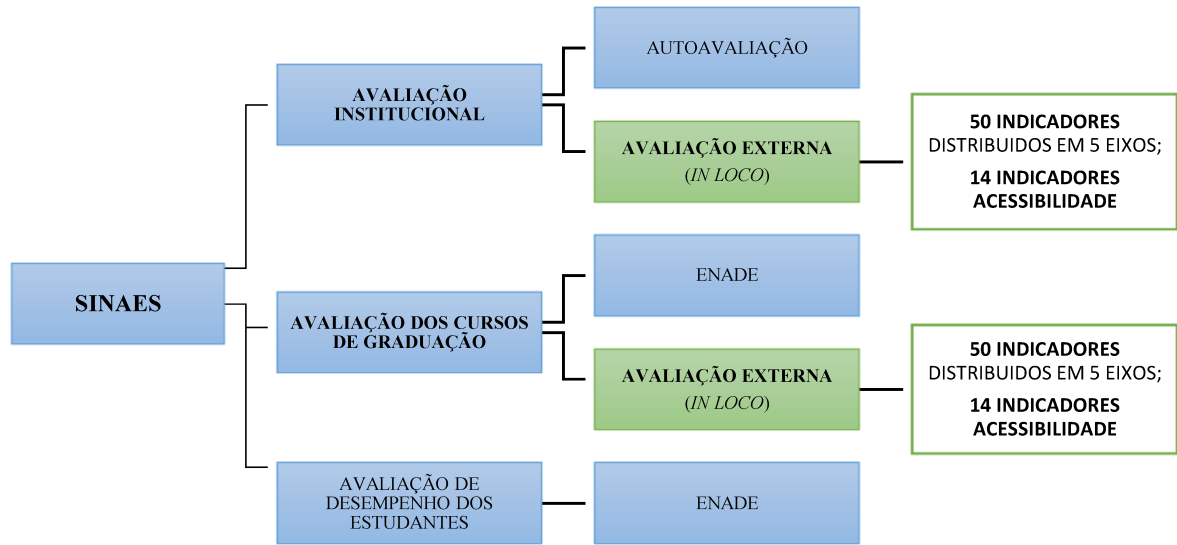 SINAES
AVALIAÇÃO
INSTITUCIONAL
AUTOAVALIAÇÃO
AVALIAÇÃO EXTERNA
(IN LOCO)
50 INDICADORES
DISTRIBUIDOS EM 5 EIXOS;
14 INDICADORES
ACESSIBILIDADE
AVALIAÇÃO DOS CURSOS
DE GRADUAÇÃO
ENADE
AVALIAÇÃO EXTERNA
(IN LOCO)
50 INDICADORES
DISTRIBUIDOS EM 5 EIXOS;
14 INDICADORES
ACESSIBILIDADE
AVALIAÇÃO DE
DESEMPENHO DOS
ESTUDANTES
ENADE